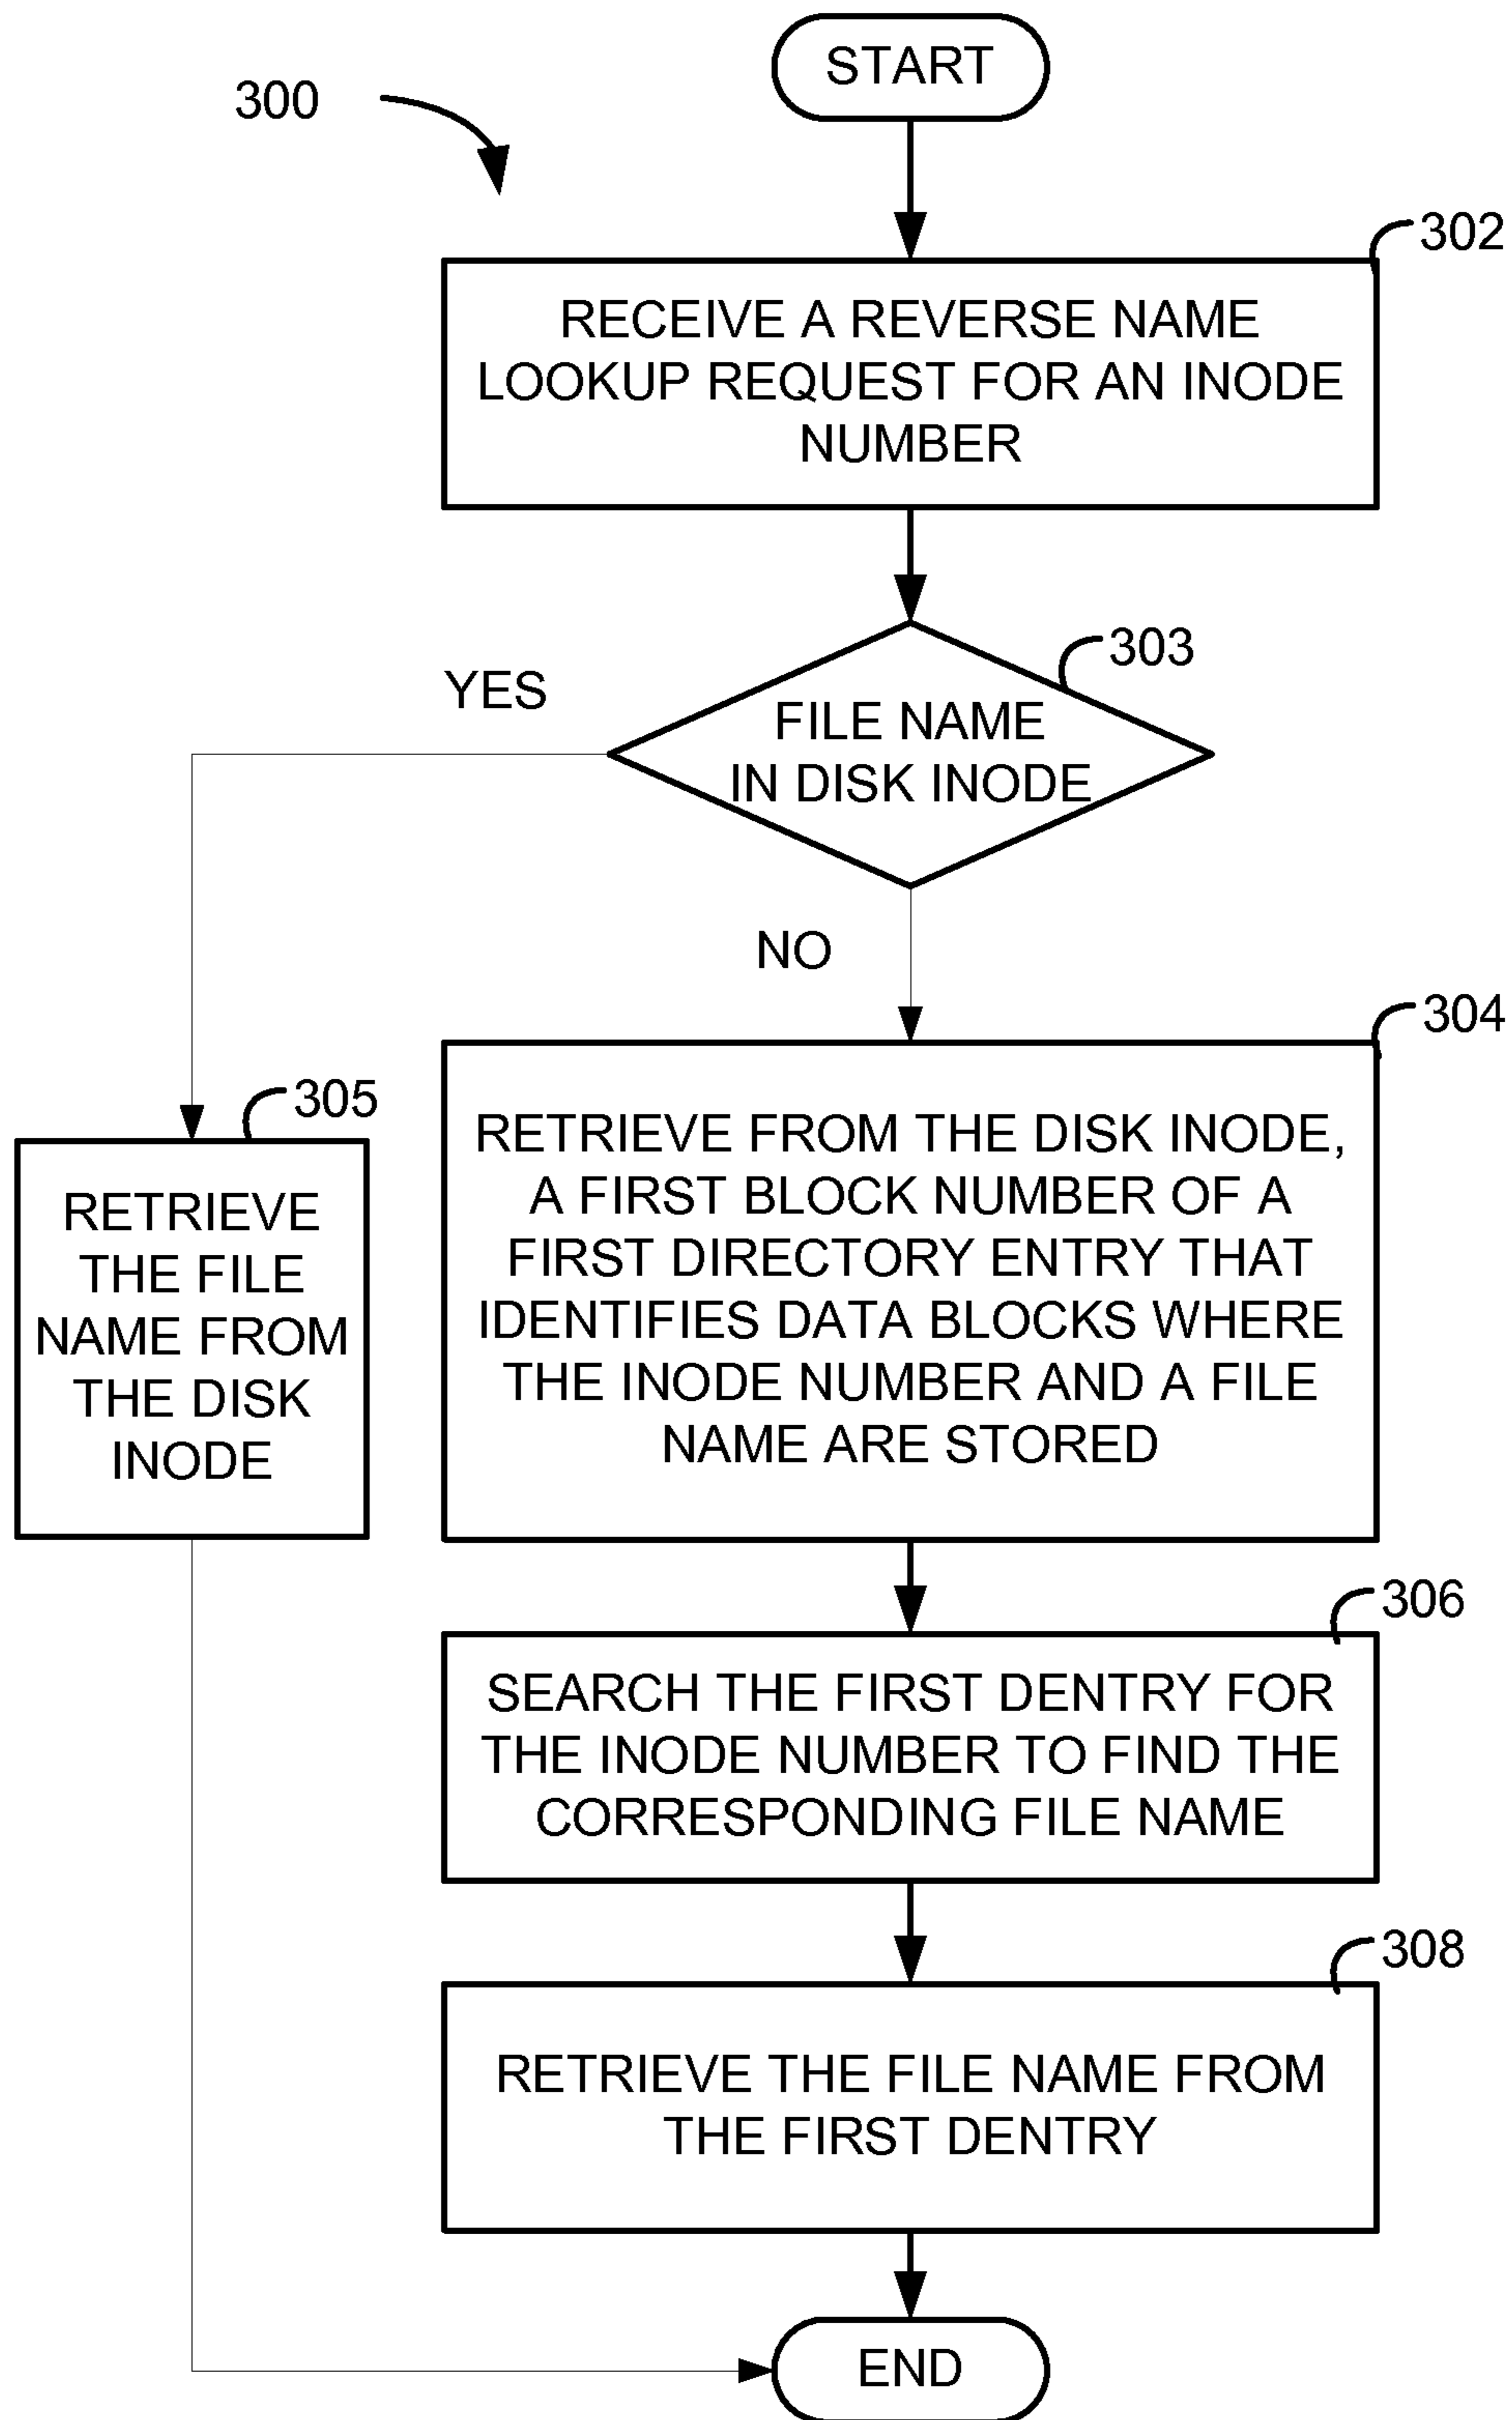 START
300
302
RECEIVE A REVERSE NAME
LOOKUP REQUEST FOR AN INODE
NUMBER
303
YES
FILE NAME
IN DISK INODE
NO
304
305
RETRIEVE
THE FILE
NAME FROM
THE DISK
INODE
RETRIEVE FROM THE DISK INODE,
A FIRST BLOCK NUMBER OF A
FIRST DIRECTORY ENTRY THAT
IDENTIFIES DATA BLOCKS WHERE
THE INODE NUMBER AND A FILE
NAME ARE STORED
306
SEARCH THE FIRST DENTRY FOR
THE INODE NUMBER TO FIND THE
CORRESPONDING FILE NAME
308
RETRIEVE THE FILE NAME FROM
THE FIRST DENTRY
END